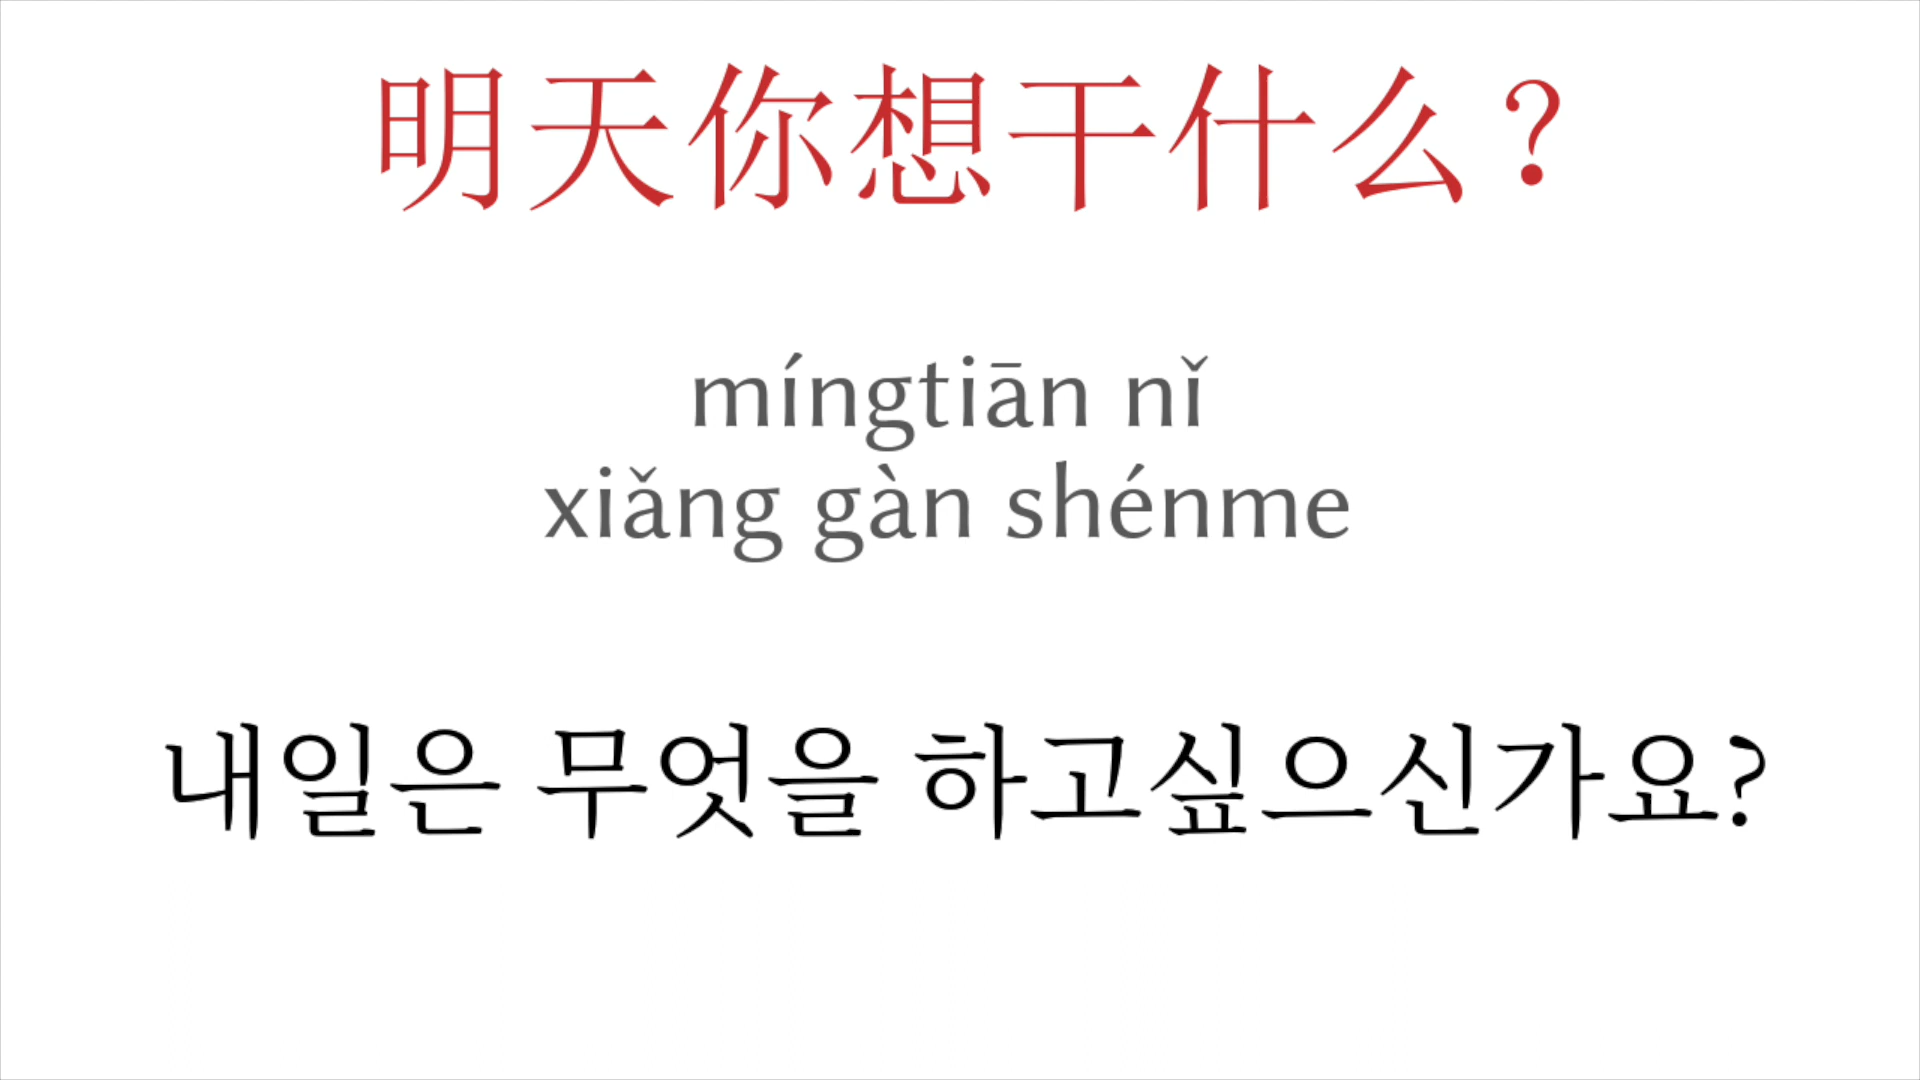 明天你想干什么？
míngtiān nǐ
xiǎng gàn shénme
내일은 무엇을 하고싶으신가요?